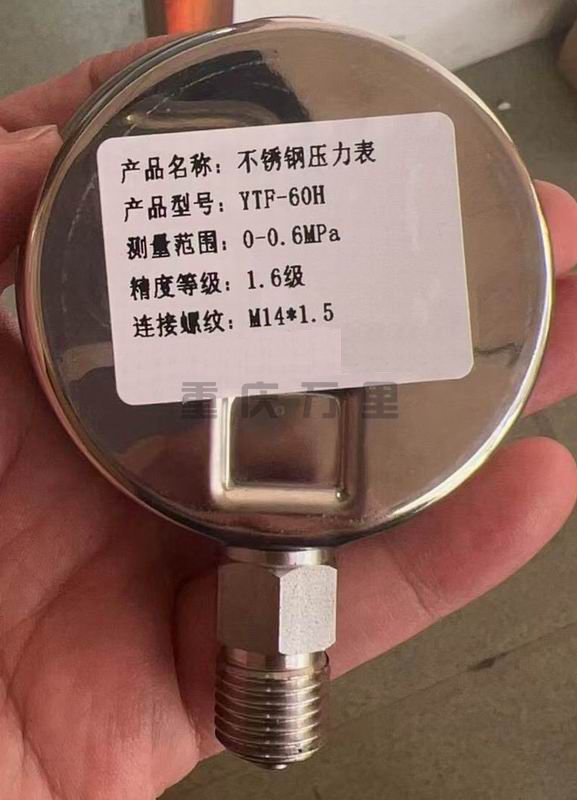 产品名称：不锈钢压力表
产品型号：YTF-60H
测量范围：0-0.6MPa
精度等级：1.6级
连接螺纹：M14*1.5
重庆万里